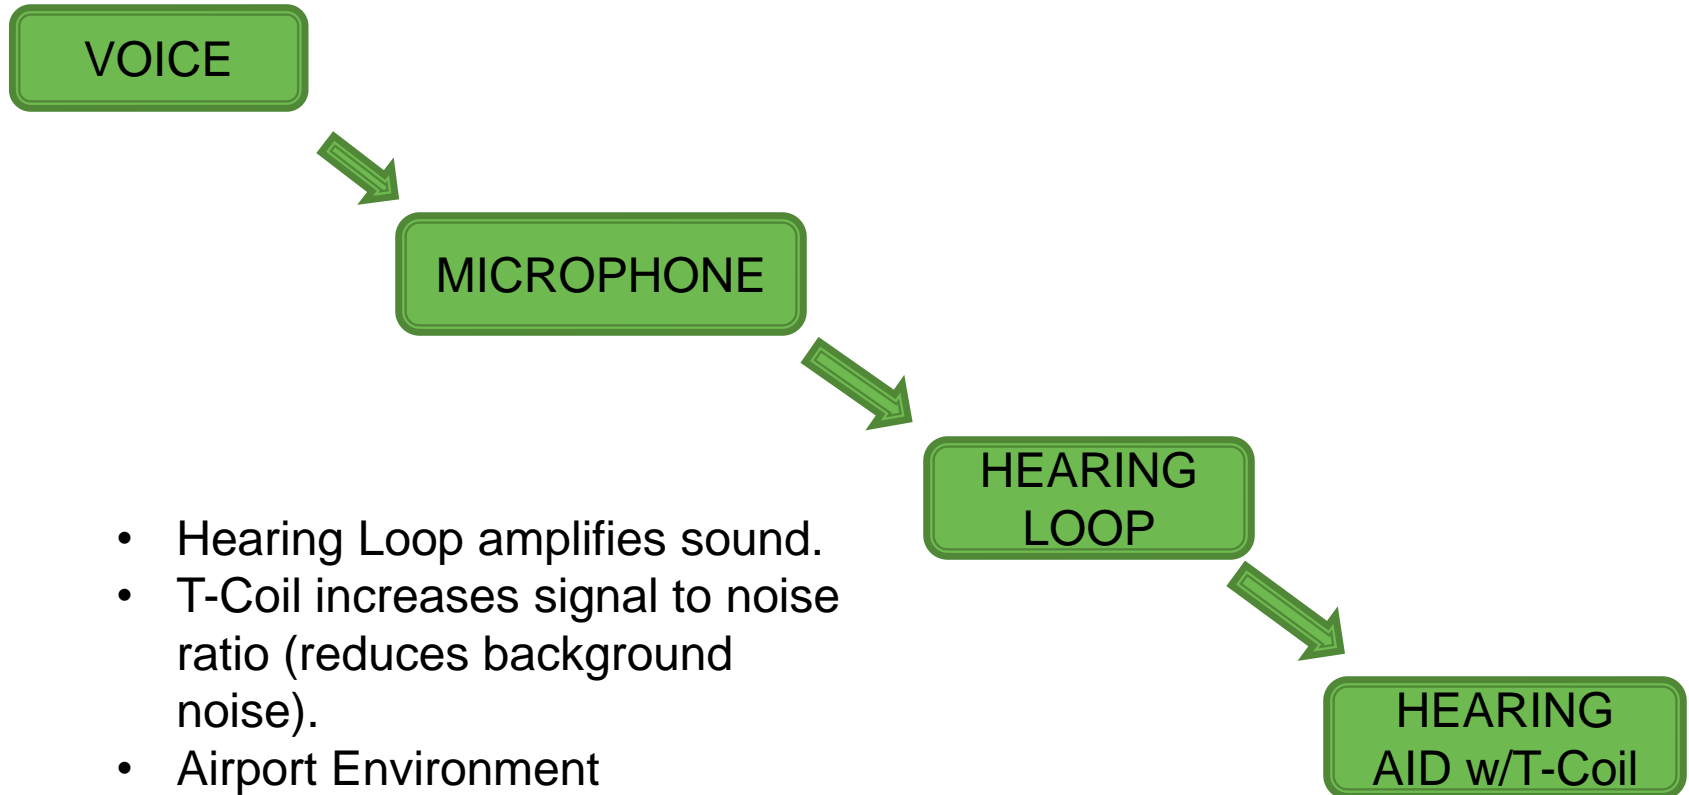 VOICE
MICROPHONE
HEARING
LOOP
• Hearing Loop amplifies sound.
• T-Coil increases signal to noise
ratio (reduces background
noise).
• Airport Environment
HEARING
AID w/T-Coil